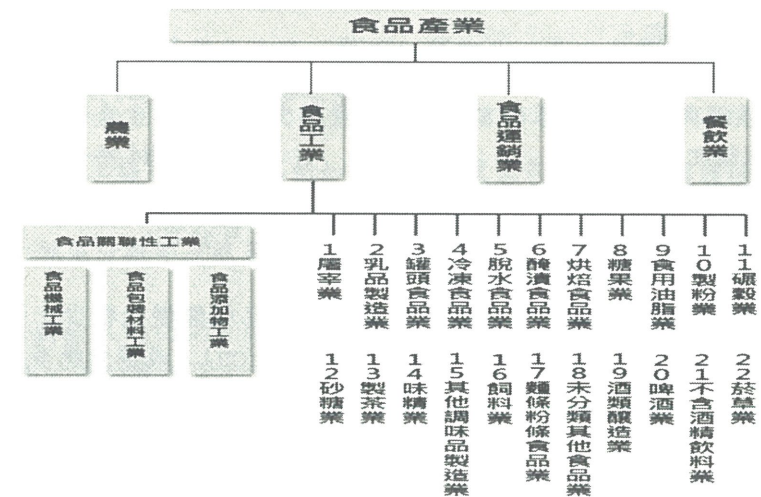 食品產業
農業
食品工業
食品運銷業
餐飲業
食品關聯性工業
食品機械工業
食品包裝材料工業
食品添加物工業
1屠宰業
2乳品製造業
3罐頭食品業
4冷凍食品業
5脫水食品業
6醃漬食品業
7烘焙食品業
8糖果業
9食用油脂業
10製粉業
11碾穀業
12砂糖業
13製茶業
14味精業
15其他調味品製造業
16飼料業
17麵條粉條食品業
18未分類其他食品業
19酒類釀造業
20啤酒業
21不含酒精飲料業
22菸草業